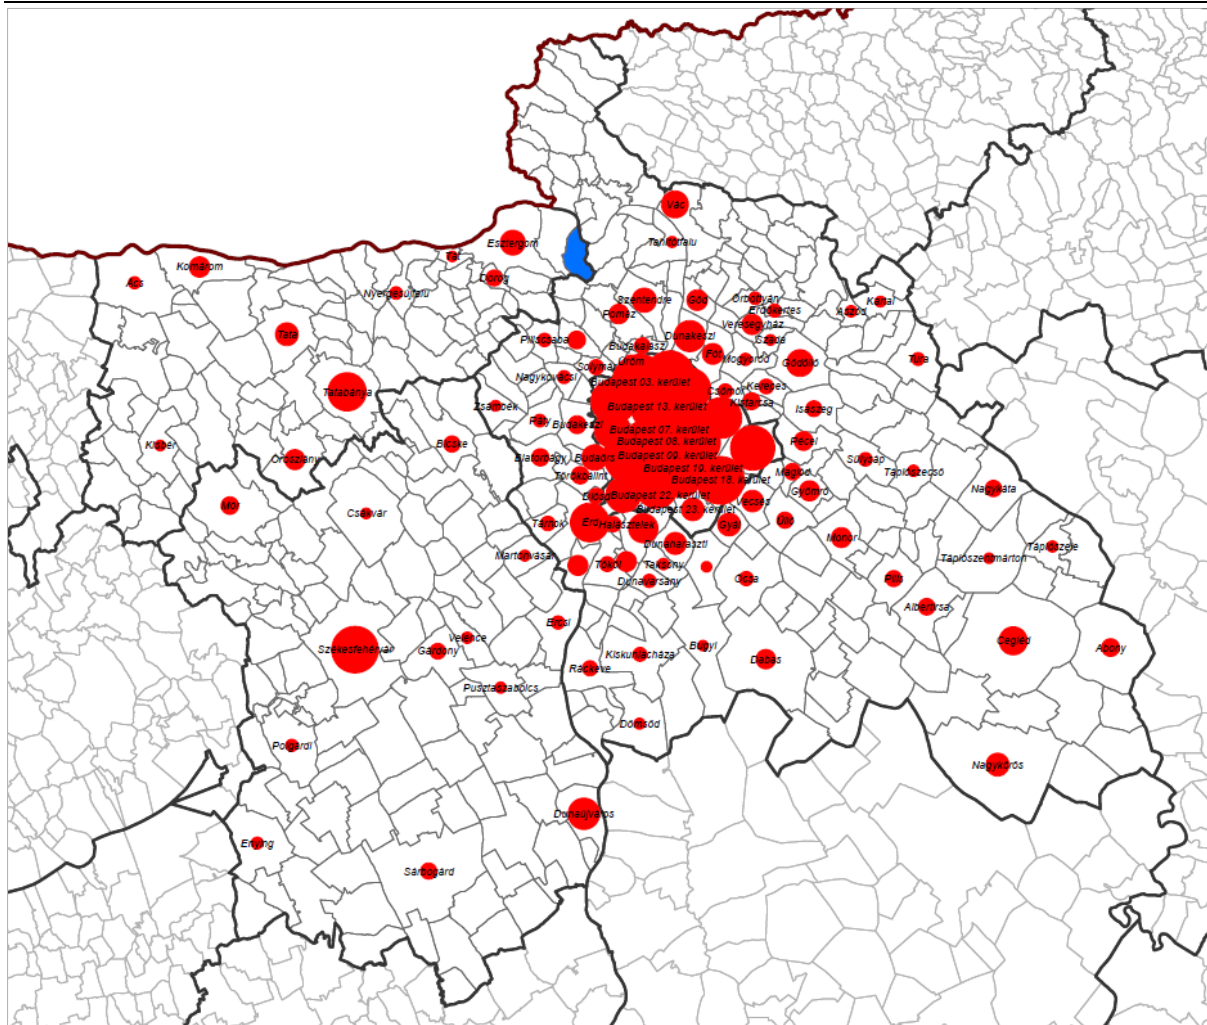 Vác
Tahitótfalu
Esztergom
Tát
Komárom
Ács
Dorog
Nyergesújfalu
Szentendre
Göd
Őrbottyán
Erdőkertes
Kartal
Aszód
Pomáz
Veresegyház
Tata
Dunakeszi
Szada
Piliscsaba
Budakalász
Fót
Mogyoród
Gödöllő
Tura
Üröm
Solymár
Nagykovácsi
Budapest 03. kerület
Kerepes
Csömör
Tatabánya
Kistarcsa
Zsámbék
Budapest 13. kerület
Isaszeg
Páty
Budakeszi
Budapest 07. kerület
Kisbér
Bicske
Budapest 08. kerület
Pécel
Oroszlány
Biatorbágy
Budaörs
Budapest 09. kerület
Sülysáp
Budapest 19. kerület
Maglód
Tápiószecső
Törökbálint
Budapest 18. kerület
Gyömrő
Nagykáta
Diósd
Budapest 22. kerület
Vecsés
Mór
Csákvár
Budapest 23. kerület
Tárnok
Érd
Halásztelek
Gyál
Üllő
Monor
Dunaharaszti
Tápiószele
Martonvásár
Tápiószentmárton
Tököl
Taksony
Dunavarsány
Ócsa
Pilis
Albertirsa
Ercsi
Velence
Székesfehérvár
Gárdony
Bugyi
Cegléd
Abony
Kiskunlacháza
Dabas
Ráckeve
Pusztaszabolcs
Dömsöd
Polgárdi
Nagykőrös
Dunaújváros
Enying
Sárbogárd